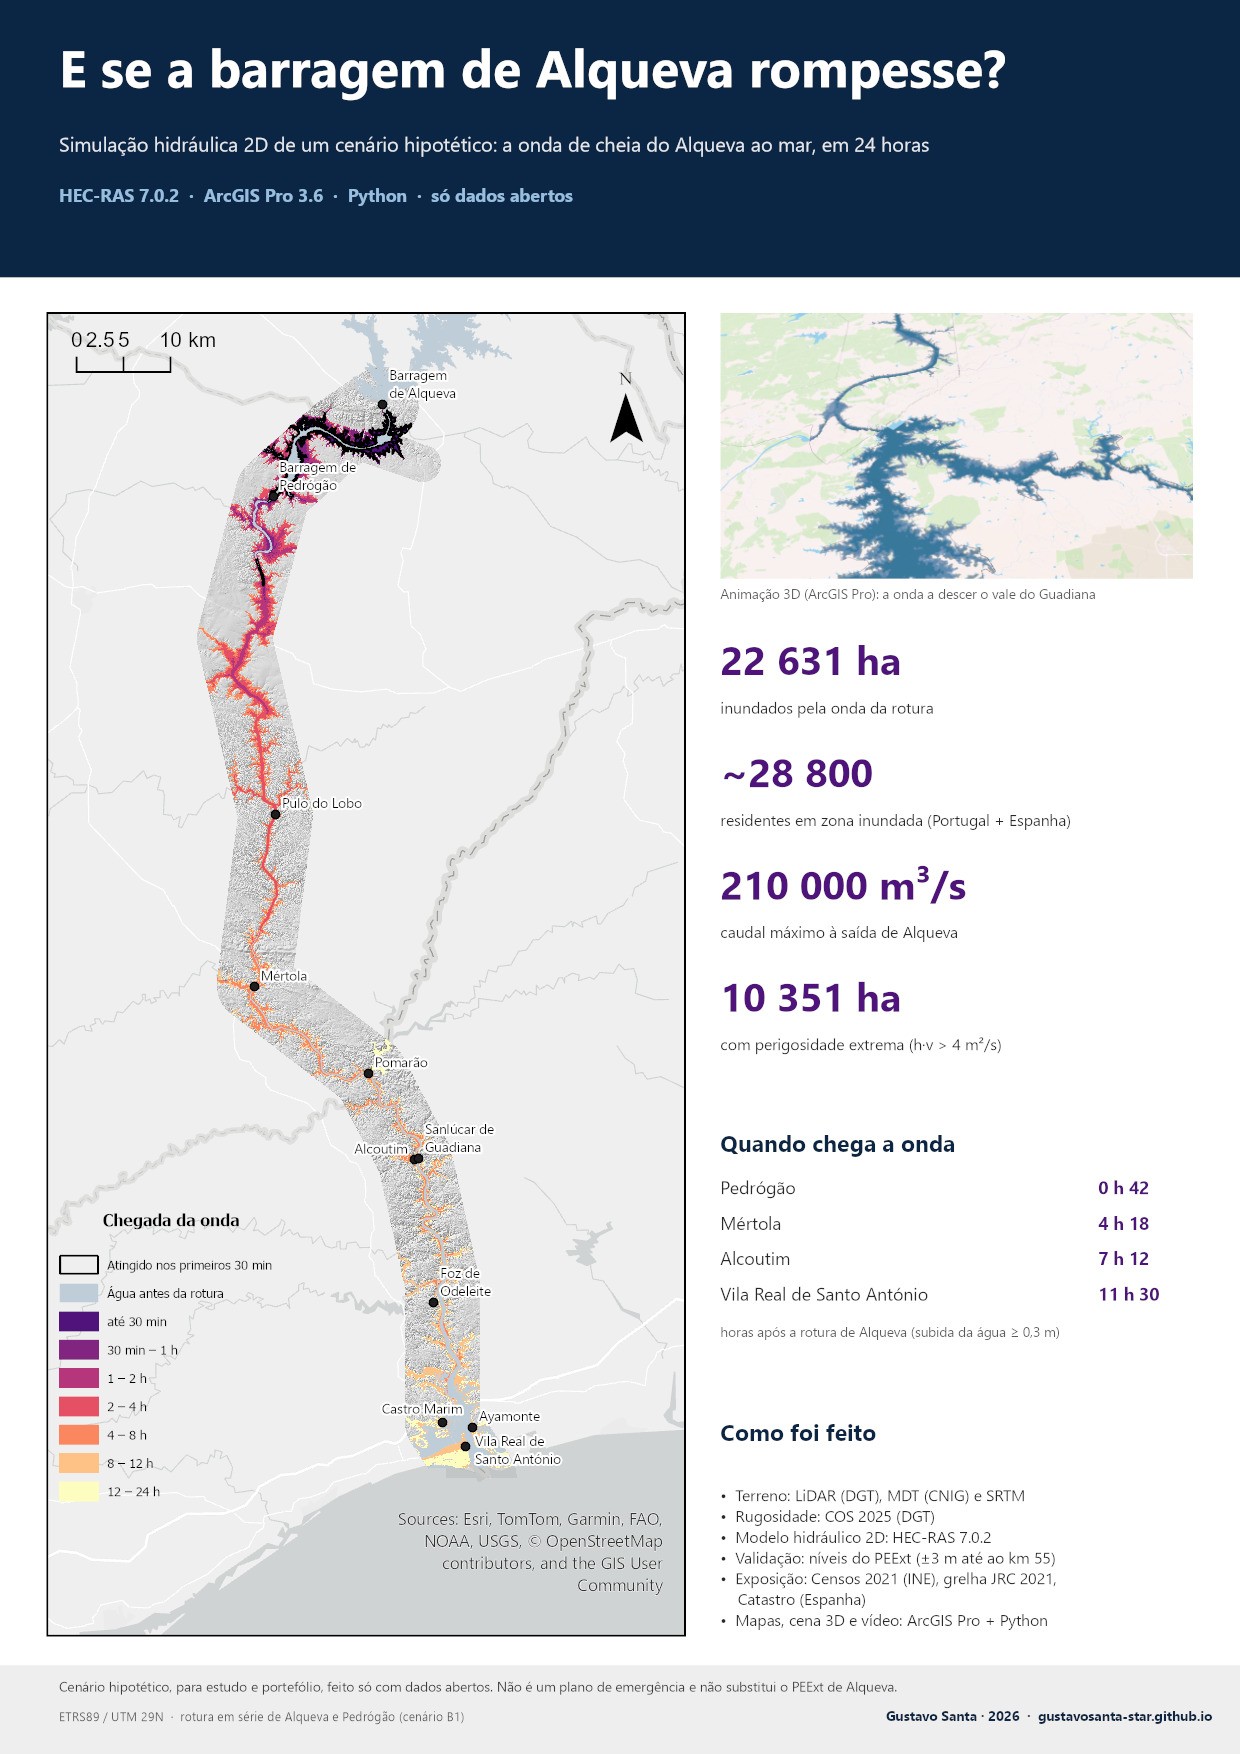 E se a barragem de Alqueva rompesse?
Simulação hidráulica 2D de um cenário hipotético: a onda de cheia do Alqueva ao mar, em 24 horas
HEC-RAS 7.0.2 · ArcGIS Pro 3.6 · Python · só dados abertos
0 2.5 5 10 km
N
Barragem
de Alqueva
Barragem de
Pedrógão
Pulo do Lobo
Mértola
Pomarão
Sanlúcar de
Guadiana
Alcoutim
Foz de
Odeleite
Castro Marim
Ayamonte
Vila Real de
Santo António
Chegada da onda
Atingido nos primeiros 30 min
Água antes da rotura
até 30 min
30 min – 1 h
1 – 2 h
2 – 4 h
4 – 8 h
8 – 12 h
12 – 24 h
Sources: Esri, TomTom, Garmin, FAO,
NOAA, USGS, © OpenStreetMap
contributors, and the GIS User
Community
Animação 3D (ArcGIS Pro): a onda a descer o vale do Guadiana
22 631 ha
inundados pela onda da rotura
~28 800
residentes em zona inundada (Portugal + Espanha)
210 000 m³/s
caudal máximo à saída de Alqueva
10 351 ha
com perigosidade extrema (h·v > 4 m²/s)
Quando chega a onda
Pedrógão 0 h 42
Mértola 4 h 18
Alcoutim 7 h 12
Vila Real de Santo António 11 h 30
horas após a rotura de Alqueva (subida da água ≥ 0,3 m)
Como foi feito
• Terreno: LiDAR (DGT), MDT (CNIG) e SRTM
• Rugosidade: COS 2025 (DGT)
• Modelo hidráulico 2D: HEC-RAS 7.0.2
• Validação: níveis do PEExt (±3 m até ao km 55)
• Exposição: Censos 2021 (INE), grelha JRC 2021,
Catastro (Espanha)
• Mapas, cena 3D e vídeo: ArcGIS Pro + Python
Cenário hipotético, para estudo e portefólio, feito só com dados abertos. Não é um plano de emergência e não substitui o PEExt de Alqueva.
ETRS89 / UTM 29N · rotura em série de Alqueva e Pedrógão (cenário B1)
Gustavo Santa · 2026 · gustavosanta-star.github.io